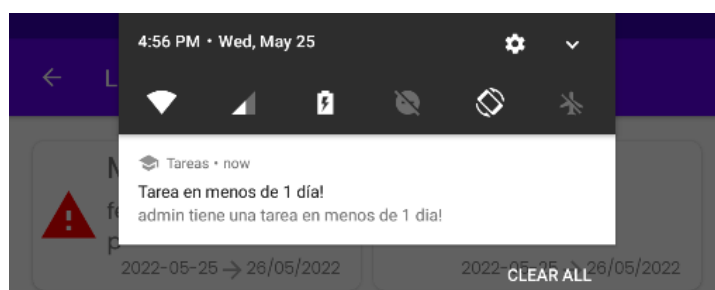 4:56 PM • Wed, May 25
L
Tareas • now
Tarea en menos de 1 día!
admin tiene una tarea en menos de 1 dia!
2022-05-25 → 26/05/2022
2022-05-25 → 26/05/2022
CLEAR ALL